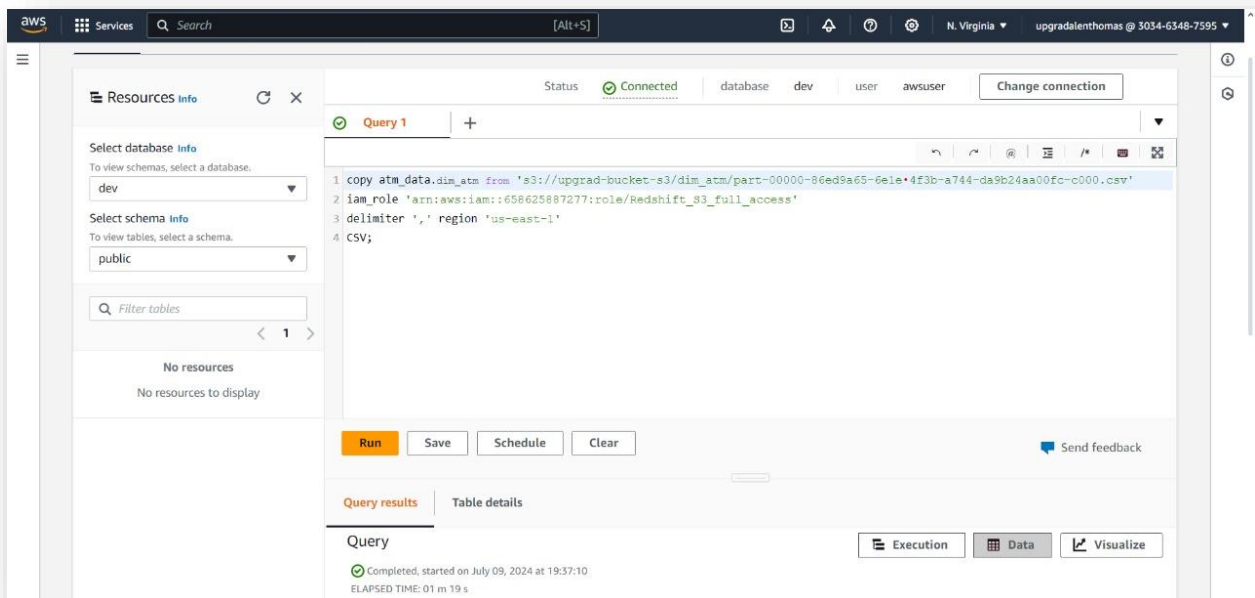 aws
Services
Search
[Alt+S]
N. Virginia
upgradalenthomas @ 3034-6348-7595
Resources Info
Status
Connected
database
dev
user
awsuser
Change connection
Query 1
Select database Info
To view schemas, select a database.
dev
Select schema Info
To view tables, select a schema.
public
Filter tables
1
No resources
No resources to display
1 copy atm_data.dim_atm from 's3://upgrad-bucket-s3/dim_atm/part-00000-86ed9a65-6e1e•4f3b-a744-da9b24aa00fc-c000.csv'
2 iam_role 'arn:aws:iam::658625887277:role/Redshift_S3_full_access'
3 delimiter ',' region 'us-east-1'
4 CSV;
Run
Save
Schedule
Clear
Send feedback
Query results
Table details
Query
Execution
Data
Visualize
Completed, started on July 09, 2024 at 19:37:10
ELAPSED TIME: 01 m 19 s